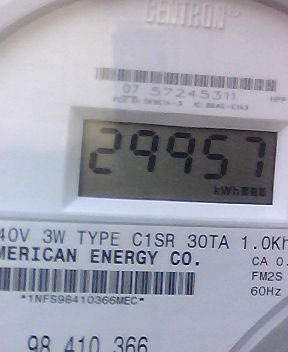 CENTRON®
07 57245311
29957
kWh
40V 3W TYPE C1SR 30TA 1.0Kh
MERICAN ENERGY CO.
CA 0.
FM2S
60Hz
*1NFS98410366MEC*
98 410 366